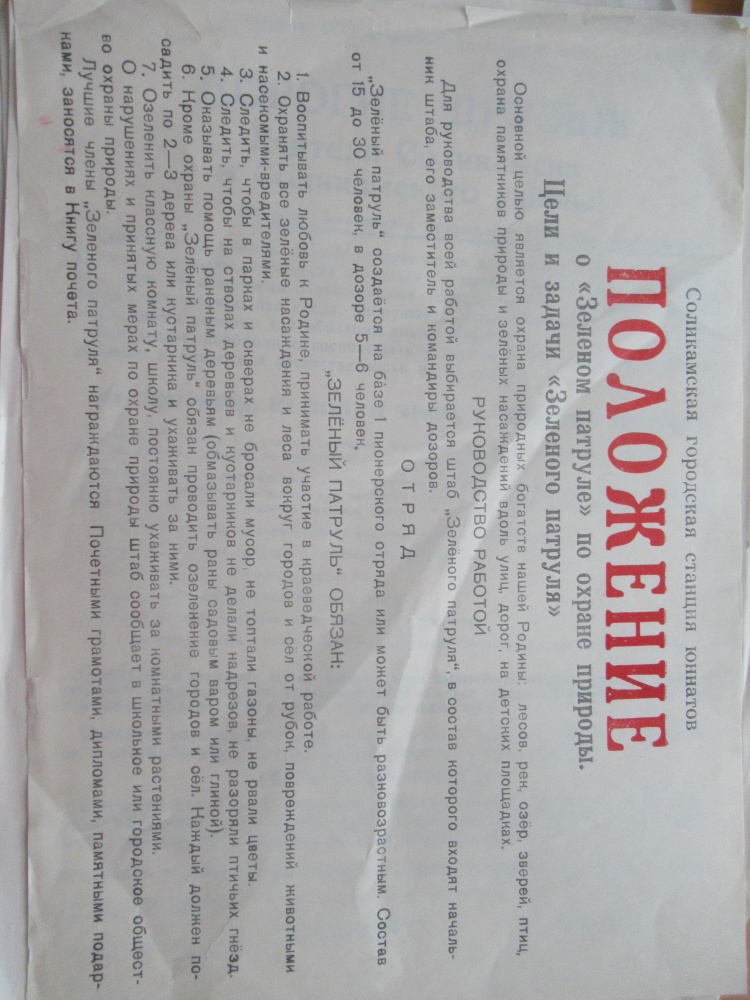 Соликамская городская станция юннатов
ПОЛОЖЕНИЕ
о «Зеленом патруле» по охране природы.
Цели и задачи «Зеленого патруля»
Основной целью является охрана природных богатств нашей Родины: лесов, рек, озёр, зверей, птиц,
охрана памятников природы и зелёных насаждений вдоль улиц, дорог, на детских площадках.
РУКОВОДСТВО РАБОТОЙ
Для руководства всей работой выбирается штаб „Зелёного патруля“, в состав которого входят началь-
ник штаба, его заместитель и командиры дозоров.
ОТРЯД
„Зелёный патруль“ создаётся на базе 1 пионерского отряда или может быть разновозрастным. Состав
от 15 до 30 человек, в дозоре 5—6 человек.
„ЗЕЛЁНЫЙ ПАТРУЛЬ“ ОБЯЗАН:
1. Воспитывать любовь к Родине, принимать участие в краеведческой работе.
2. Охранять все зелёные насаждения и леса вокруг городов и сёл от рубок, повреждений животными
и насекомыми-вредителями.
3. Следить, чтобы в парках и скверах не бросали мусор, не топтали газоны, не рвали цветы.
4. Следить, чтобы на стволах деревьев и кустарников не делали надрезов, не разоряли птичьих гнёзд.
5. Оказывать помощь раненым деревьям (обмазывать раны садовым варом или глиной).
6. Кроме охраны „Зелёный патруль“ обязан проводить озеленение городов и сёл. Каждый должен по-
садить по 2—3 дерева или кустарника и ухаживать за ними.
7. Озеленить классную комнату, школу, постоянно ухаживать за комнатными растениями.
О нарушениях и принятых мерах по охране природы штаб сообщает в школьное или городское общест-
во охраны природы.
Лучшие члены „Зеленого патруля“ награждаются Почетными грамотами, дипломами, памятными подар-
ками, заносятся в Книгу почета.